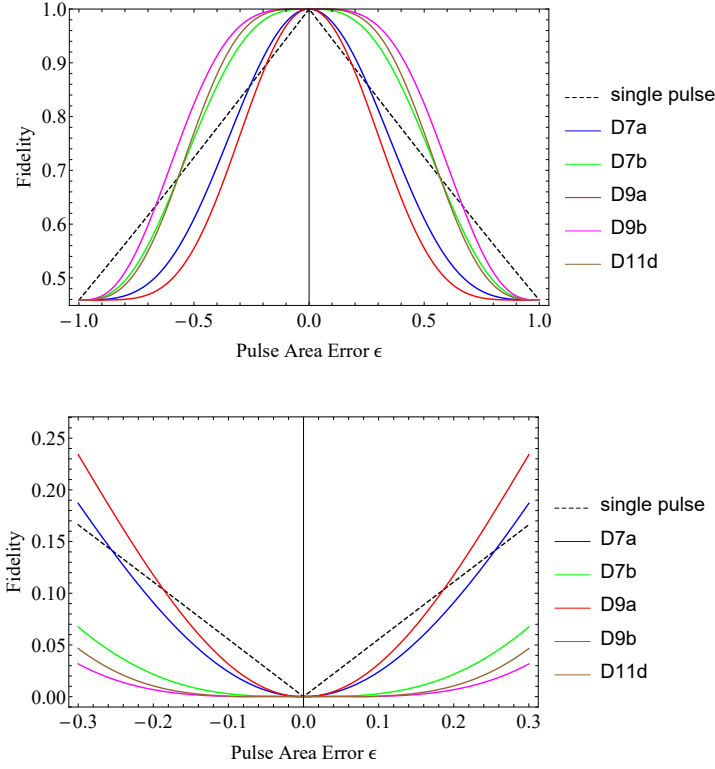 1.0
0.9
0.8
0.7
0.6
0.5
Fidelity
−1.0 −0.5 0.0 0.5 1.0
Pulse Area Error ϵ
single pulse
D7a
D7b
D9a
D9b
D11d
0.25
0.20
0.15
0.10
0.05
0.00
Fidelity
−0.3 −0.2 −0.1 0.0 0.1 0.2 0.3
Pulse Area Error ϵ
single pulse
D7a
D7b
D9a
D9b
D11d